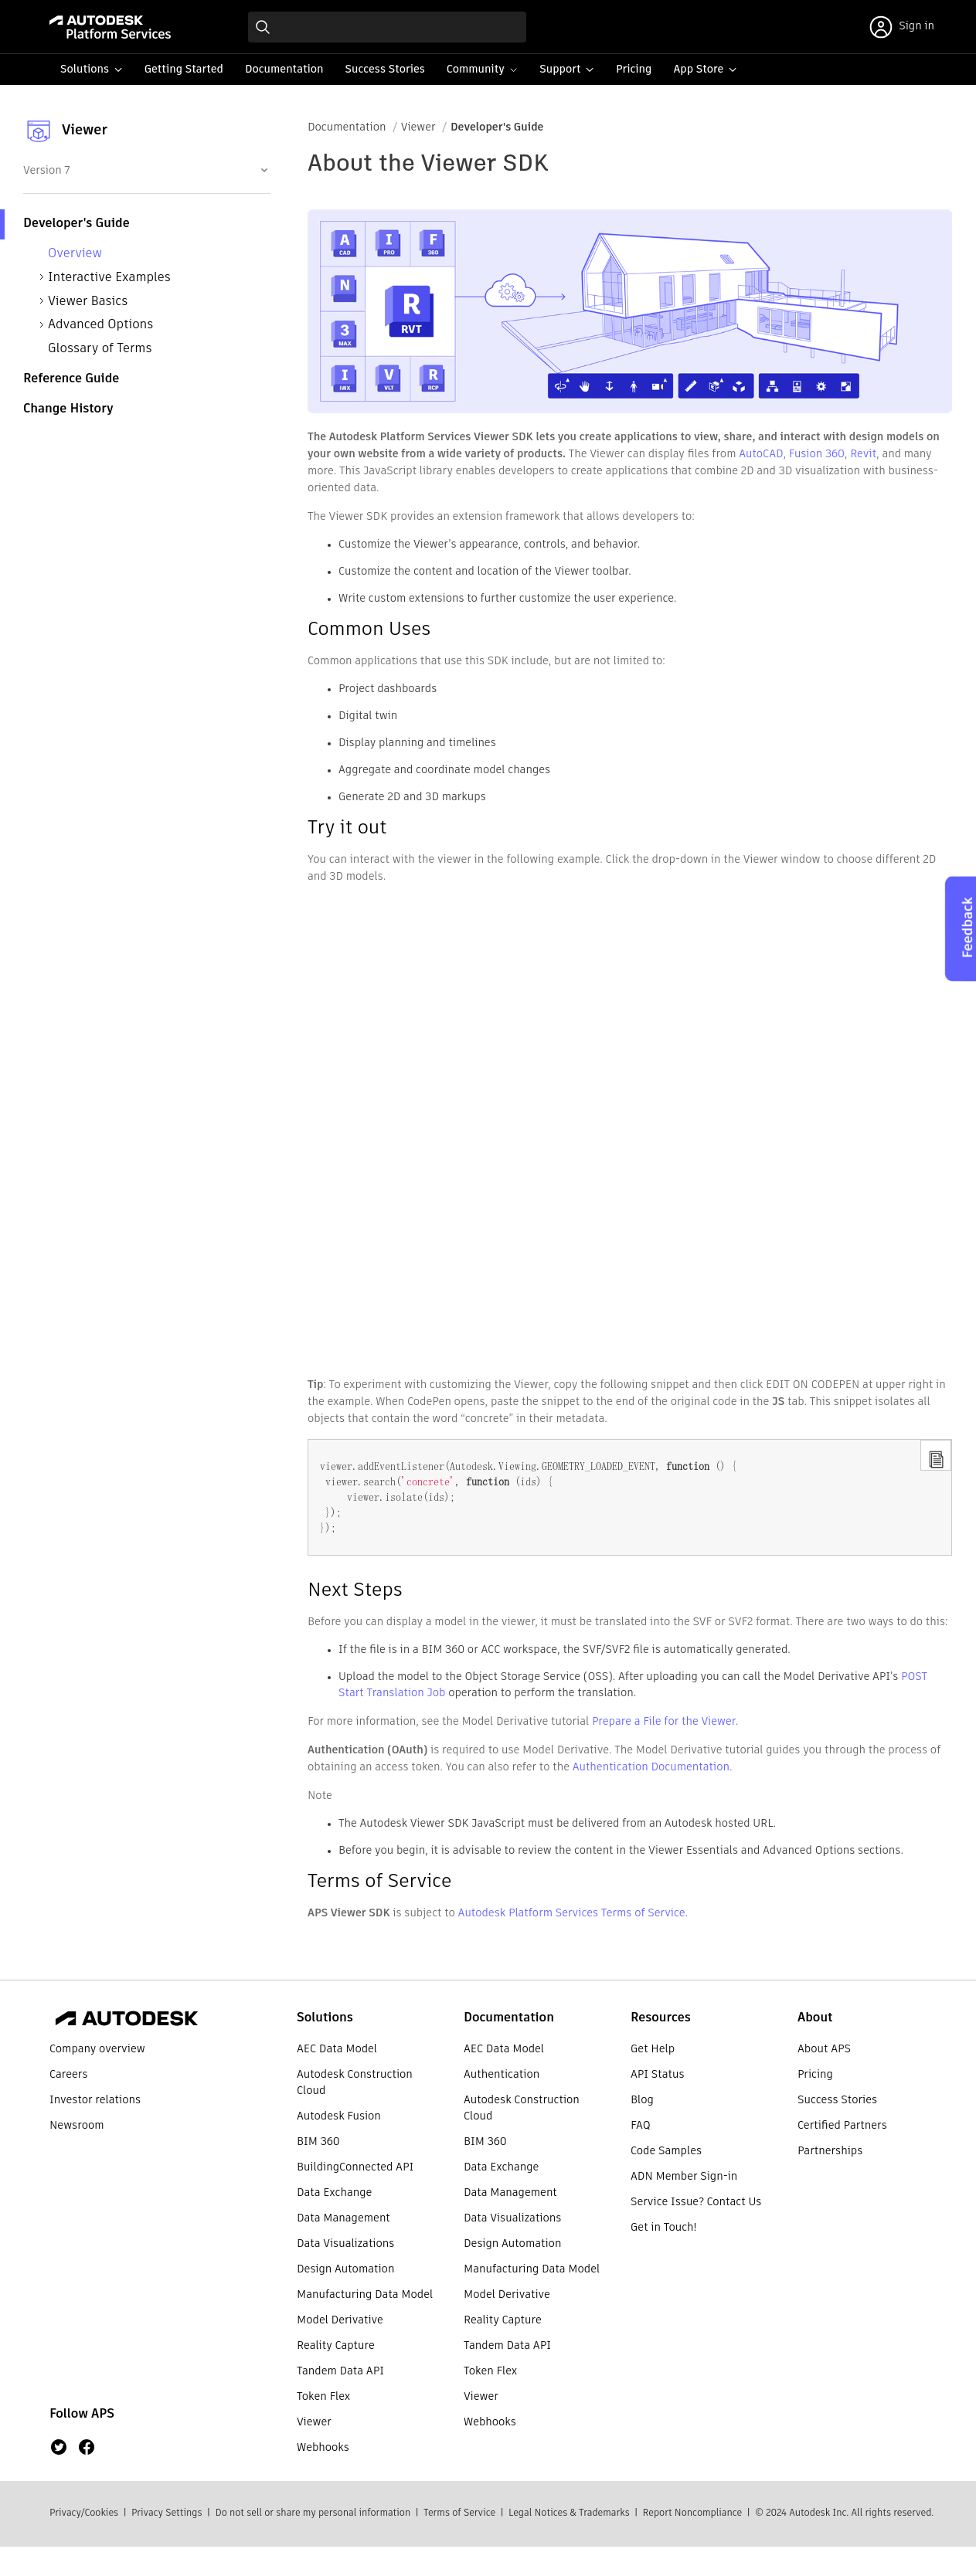 AUTODESK
Platform Services
Sign in
Solutions
Getting Started
Documentation
Success Stories
Community
Support
Pricing
App Store
Viewer
Version 7
Developer's Guide
Overview
Interactive Examples
Viewer Basics
Advanced Options
Glossary of Terms
Reference Guide
Change History
Documentation / Viewer / Developer's Guide
About the Viewer SDK
A CAD
I PRO
F 360
N
R RVT
3 MAX
I IWX
V VLT
R RCP
The Autodesk Platform Services Viewer SDK lets you create applications to view, share, and interact with design models on
your own website from a wide variety of products. The Viewer can display files from AutoCAD, Fusion 360, Revit, and many
more. This JavaScript library enables developers to create applications that combine 2D and 3D visualization with business-
oriented data.
The Viewer SDK provides an extension framework that allows developers to:
• Customize the Viewer's appearance, controls, and behavior.
• Customize the content and location of the Viewer toolbar.
• Write custom extensions to further customize the user experience.
Common Uses
Common applications that use this SDK include, but are not limited to:
• Project dashboards
• Digital twin
• Display planning and timelines
• Aggregate and coordinate model changes
• Generate 2D and 3D markups
Try it out
You can interact with the viewer in the following example. Click the drop-down in the Viewer window to choose different 2D
and 3D models.
Feedback
Tip: To experiment with customizing the Viewer, copy the following snippet and then click EDIT ON CODEPEN at upper right in
the example. When CodePen opens, paste the snippet to the end of the original code in the JS tab. This snippet isolates all
objects that contain the word “concrete” in their metadata.
viewer.addEventListener(Autodesk.Viewing.GEOMETRY_LOADED_EVENT, function () {
viewer.search('concrete', function (ids) {
viewer.isolate(ids);
});
});
Next Steps
Before you can display a model in the viewer, it must be translated into the SVF or SVF2 format. There are two ways to do this:
• If the file is in a BIM 360 or ACC workspace, the SVF/SVF2 file is automatically generated.
• Upload the model to the Object Storage Service (OSS). After uploading you can call the Model Derivative API's POST
Start Translation Job operation to perform the translation.
For more information, see the Model Derivative tutorial Prepare a File for the Viewer.
Authentication (OAuth) is required to use Model Derivative. The Model Derivative tutorial guides you through the process of
obtaining an access token. You can also refer to the Authentication Documentation.
Note
• The Autodesk Viewer SDK JavaScript must be delivered from an Autodesk hosted URL.
• Before you begin, it is advisable to review the content in the Viewer Essentials and Advanced Options sections.
Terms of Service
APS Viewer SDK is subject to Autodesk Platform Services Terms of Service.
AUTODESK
Company overview
Careers
Investor relations
Newsroom
Follow APS
Solutions
AEC Data Model
Autodesk Construction
Cloud
Autodesk Fusion
BIM 360
BuildingConnected API
Data Exchange
Data Management
Data Visualizations
Design Automation
Manufacturing Data Model
Model Derivative
Reality Capture
Tandem Data API
Token Flex
Viewer
Webhooks
Documentation
AEC Data Model
Authentication
Autodesk Construction
Cloud
BIM 360
Data Exchange
Data Management
Data Visualizations
Design Automation
Manufacturing Data Model
Model Derivative
Reality Capture
Tandem Data API
Token Flex
Viewer
Webhooks
Resources
Get Help
API Status
Blog
FAQ
Code Samples
ADN Member Sign-in
Service Issue? Contact Us
Get in Touch!
About
About APS
Pricing
Success Stories
Certified Partners
Partnerships
Privacy/Cookies | Privacy Settings | Do not sell or share my personal information | Terms of Service | Legal Notices & Trademarks | Report Noncompliance | © 2024 Autodesk Inc. All rights reserved.